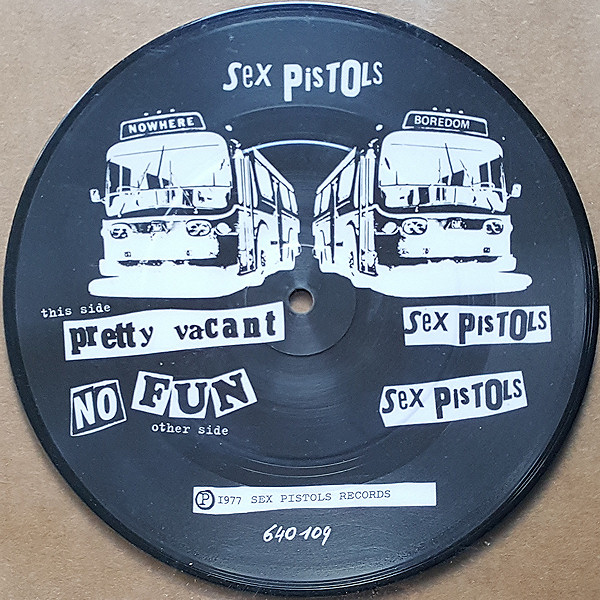 sex PisTOLs
NOWHERE
BOREDOM
this side
pretty vacant
sex PISTOLS
NO FUN
sex PISTOLS
other side
Ⓟ 1977 SEX PISTOLS RECORDS
640 109